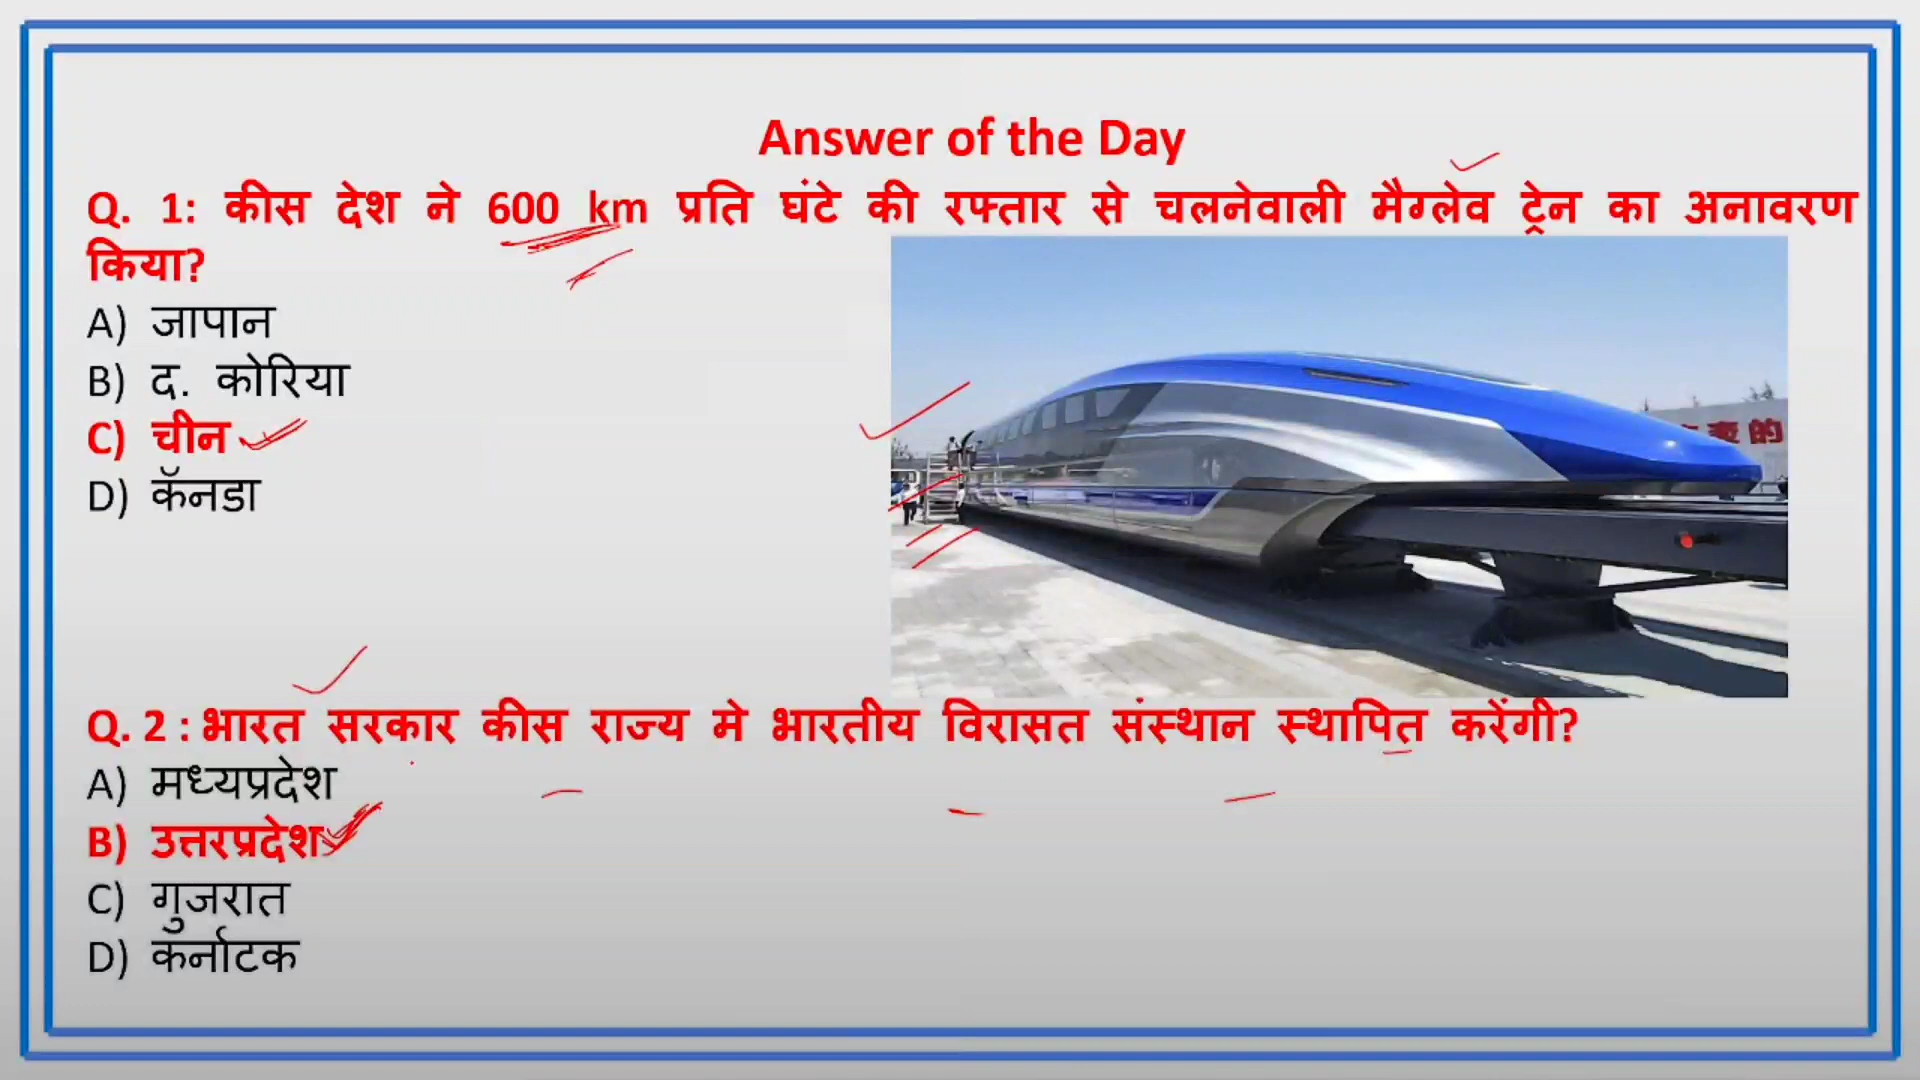 Answer of the Day
Q. 1: कीस देश ने 600 km प्रति घंटे की रफ्तार से चलनेवाली मैग्लेव ट्रेन का अनावरण
किया?
A) जापान
B) द. कोरिया
C) चीन
D) कॅनडा
的
Q. 2 : भारत सरकार कीस राज्य मे भारतीय विरासत संस्थान स्थापित करेंगी?
A) मध्यप्रदेश
B) उत्तरप्रदेश
C) गुजरात
D) कर्नाटक